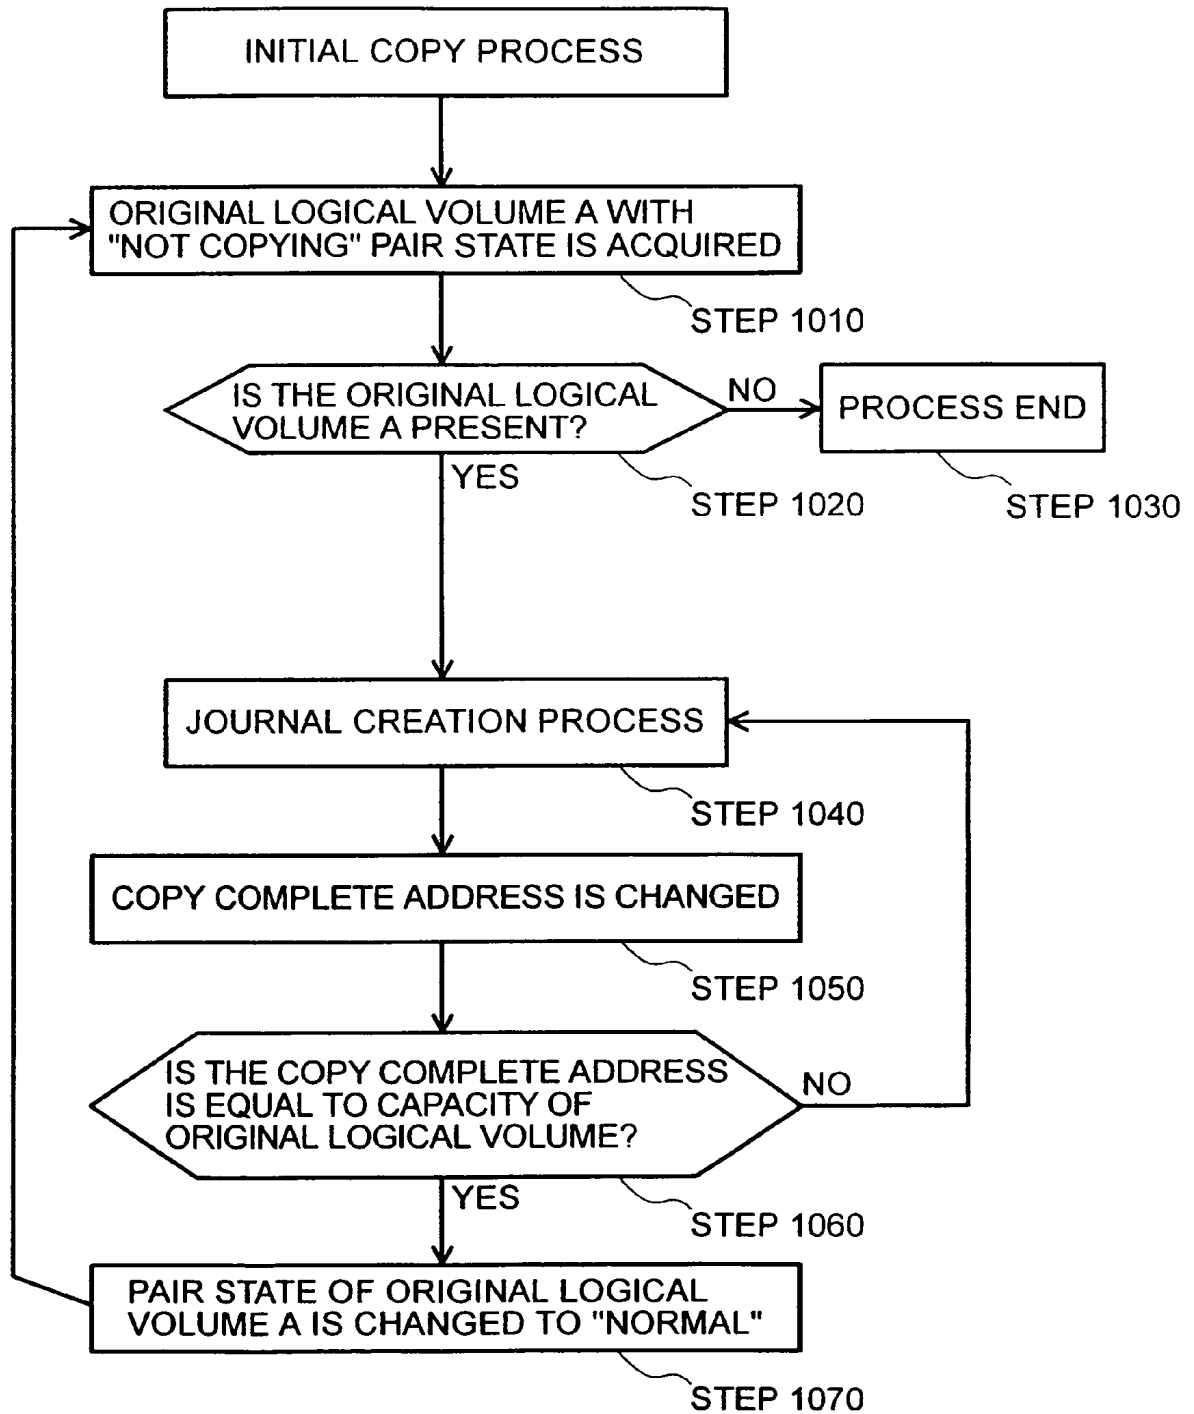 INITIAL COPY PROCESS
ORIGINAL LOGICAL VOLUME A WITH
"NOT COPYING" PAIR STATE IS ACQUIRED
STEP 1010
IS THE ORIGINAL LOGICAL
VOLUME A PRESENT?
NO
PROCESS END
YES
STEP 1020
STEP 1030
JOURNAL CREATION PROCESS
STEP 1040
COPY COMPLETE ADDRESS IS CHANGED
STEP 1050
IS THE COPY COMPLETE ADDRESS
IS EQUAL TO CAPACITY OF
ORIGINAL LOGICAL VOLUME?
NO
YES
STEP 1060
PAIR STATE OF ORIGINAL LOGICAL
VOLUME A IS CHANGED TO "NORMAL"
STEP 1070